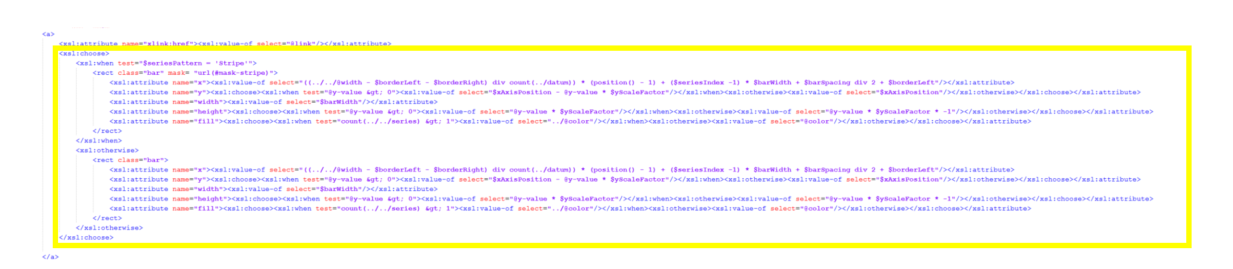 <a>
<xsl:attribute name="xlink:href"><xsl:value-of select="@link"/></xsl:attribute>
<xsl:choose>
<xsl:when test="$seriesPattern = 'Stripe'">
<rect class="bar" mask= "url(#mask-stripe)">
<xsl:attribute name="x"><xsl:value-of select="((../../@width - $borderLeft - $borderRight) div count(../datum)) * (position() - 1) + ($seriesIndex -1) * $barWidth + $barSpacing div 2 + $borderLeft"/></xsl:attribute>
<xsl:attribute name="y"><xsl:choose><xsl:when test="@y-value &gt; 0"><xsl:value-of select="$xAxisPosition - @y-value * $yScaleFactor"/></xsl:when><xsl:otherwise><xsl:value-of select="$xAxisPosition"/></xsl:otherwise></xsl:choose></xsl:attribute>
<xsl:attribute name="width"><xsl:value-of select="$barWidth"/></xsl:attribute>
<xsl:attribute name="height"><xsl:choose><xsl:when test="@y-value &gt; 0"><xsl:value-of select="@y-value * $yScaleFactor"/></xsl:when><xsl:otherwise><xsl:value-of select="@y-value * $yScaleFactor * -1"/></xsl:otherwise></xsl:choose></xsl:attribute>
<xsl:attribute name="fill"><xsl:choose><xsl:when test="count(../../series) &gt; 1"><xsl:value-of select="../@color"/></xsl:when><xsl:otherwise><xsl:value-of select="@color"/></xsl:otherwise></xsl:choose></xsl:attribute>
</rect>
</xsl:when>
<xsl:otherwise>
<rect class="bar">
<xsl:attribute name="x"><xsl:value-of select="((../../@width - $borderLeft - $borderRight) div count(../datum)) * (position() - 1) + ($seriesIndex -1) * $barWidth + $barSpacing div 2 + $borderLeft"/></xsl:attribute>
<xsl:attribute name="y"><xsl:choose><xsl:when test="@y-value &gt; 0"><xsl:value-of select="$xAxisPosition - @y-value * $yScaleFactor"/></xsl:when><xsl:otherwise><xsl:value-of select="$xAxisPosition"/></xsl:otherwise></xsl:choose></xsl:attribute>
<xsl:attribute name="width"><xsl:value-of select="$barWidth"/></xsl:attribute>
<xsl:attribute name="height"><xsl:choose><xsl:when test="@y-value &gt; 0"><xsl:value-of select="@y-value * $yScaleFactor"/></xsl:when><xsl:otherwise><xsl:value-of select="@y-value * $yScaleFactor * -1"/></xsl:otherwise></xsl:choose></xsl:attribute>
<xsl:attribute name="fill"><xsl:choose><xsl:when test="count(../../series) &gt; 1"><xsl:value-of select="../@color"/></xsl:when><xsl:otherwise><xsl:value-of select="@color"/></xsl:otherwise></xsl:choose></xsl:attribute>
</rect>
</xsl:otherwise>
</xsl:choose>
</a>